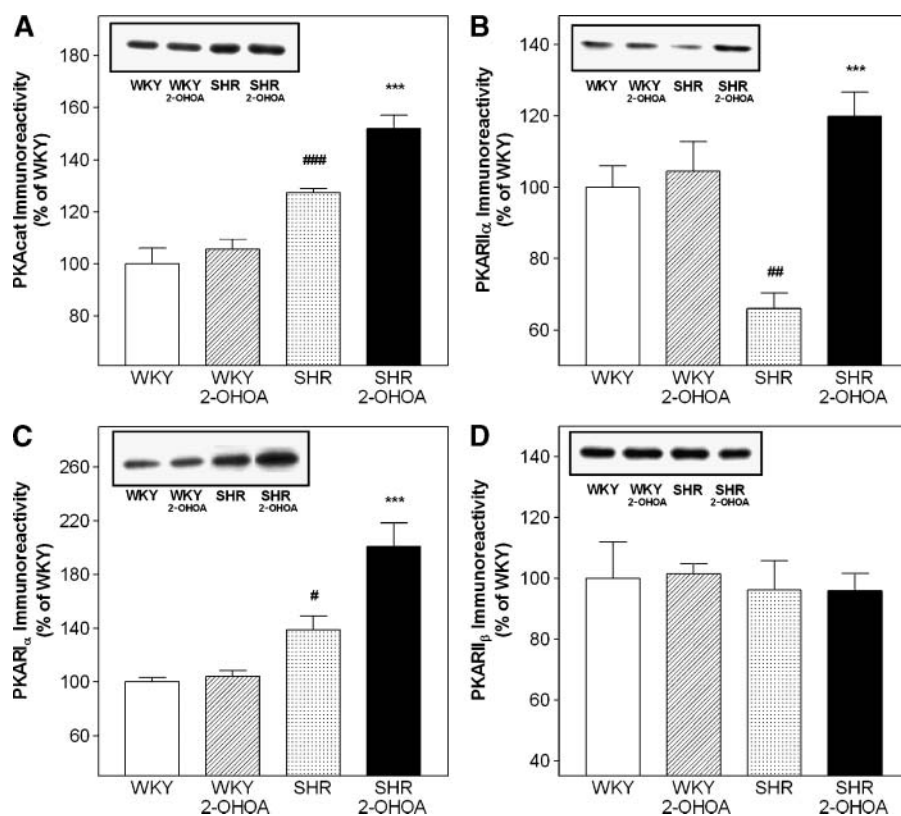 A
PKAcat Immunoreactivity
(% of WKY)
180
160
140
120
100
80
WKY WKY SHR SHR
2-OHOA 2-OHOA
###
***
WKY WKY SHR SHR
2-OHOA 2-OHOA
B
PKARIIα Immunoreactivity
(% of WKY)
140
120
100
80
60
WKY WKY SHR SHR
2-OHOA 2-OHOA
##
***
WKY WKY SHR SHR
2-OHOA 2-OHOA
C
PKARIα Immunoreactivity
(% of WKY)
260
220
180
140
100
60
WKY WKY SHR SHR
2-OHOA 2-OHOA
#
***
WKY WKY SHR SHR
2-OHOA 2-OHOA
D
PKARIIβ Immunoreactivity
(% of WKY)
140
120
100
80
60
40
WKY WKY SHR SHR
2-OHOA 2-OHOA
WKY WKY SHR SHR
2-OHOA 2-OHOA